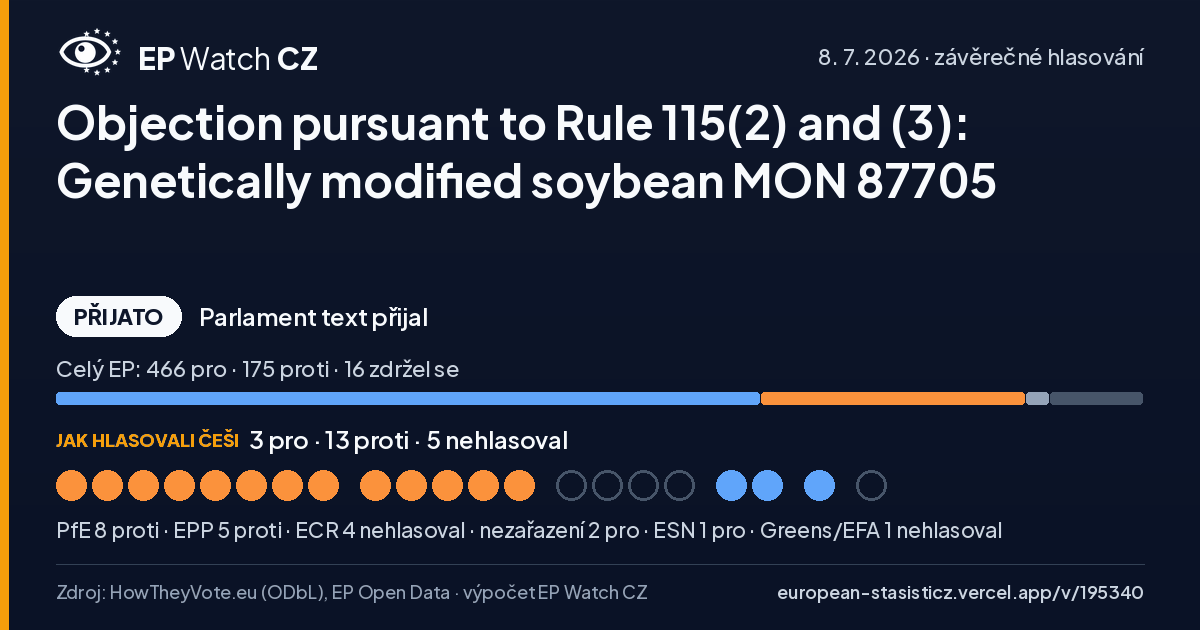 EP Watch CZ
8. 7. 2026 · závěrečné hlasování
Objection pursuant to Rule 115(2) and (3):
Genetically modified soybean MON 87705
PŘIJATO Parlament text přijal
Celý EP: 466 pro · 175 proti · 16 zdržel se
JAK HLASOVALI ČEŠI 3 pro · 13 proti · 5 nehlasoval
PfE 8 proti · EPP 5 proti · ECR 4 nehlasoval · nezařazení 2 pro · ESN 1 pro · Greens/EFA 1 nehlasoval
Zdroj: HowTheyVote.eu (ODbL), EP Open Data · výpočet EP Watch CZ
european-stasisticz.vercel.app/v/195340